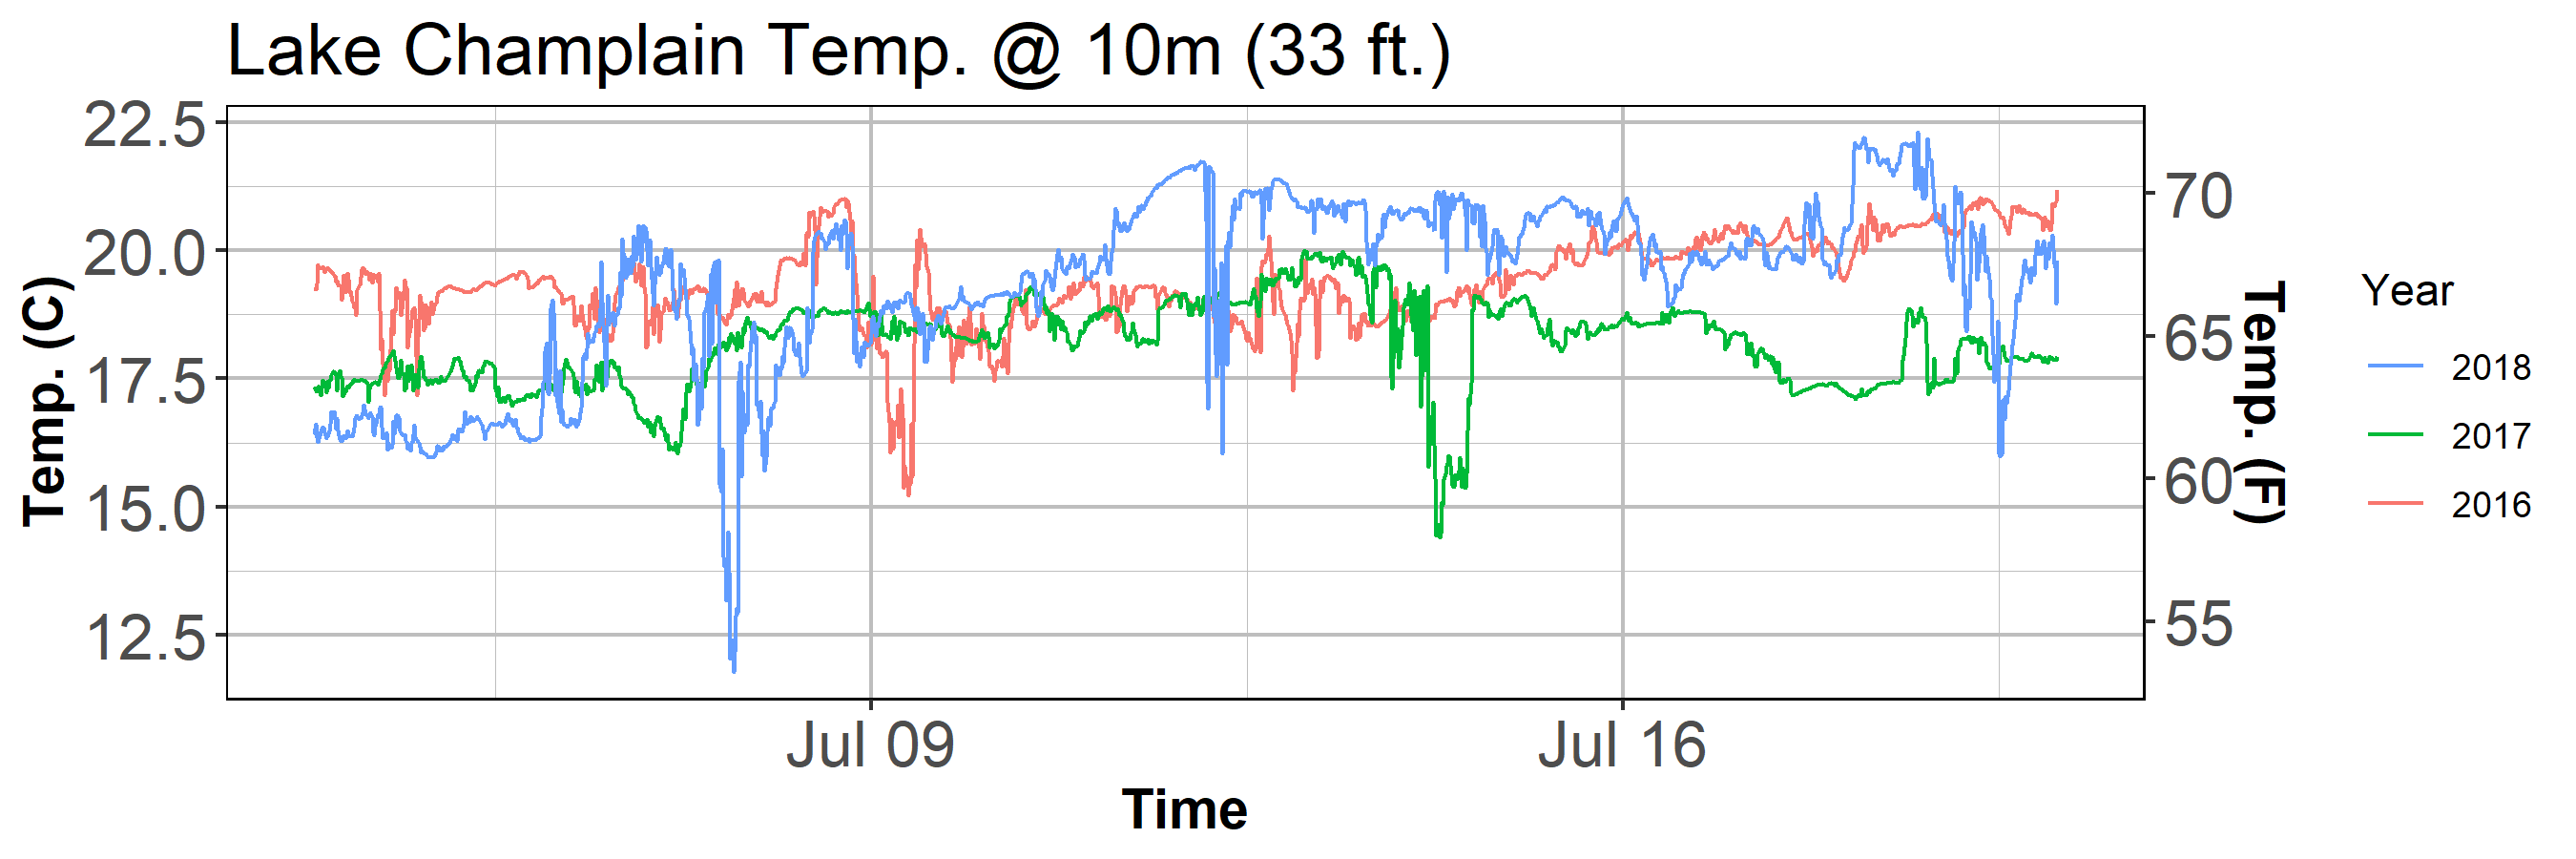 Lake Champlain Temp. @ 10m (33 ft.)
22.5
20.0
17.5
15.0
12.5
Temp. (C)
70
65
60
55
Temp. (F)
Jul 09
Jul 16
Time
Year
2018
2017
2016